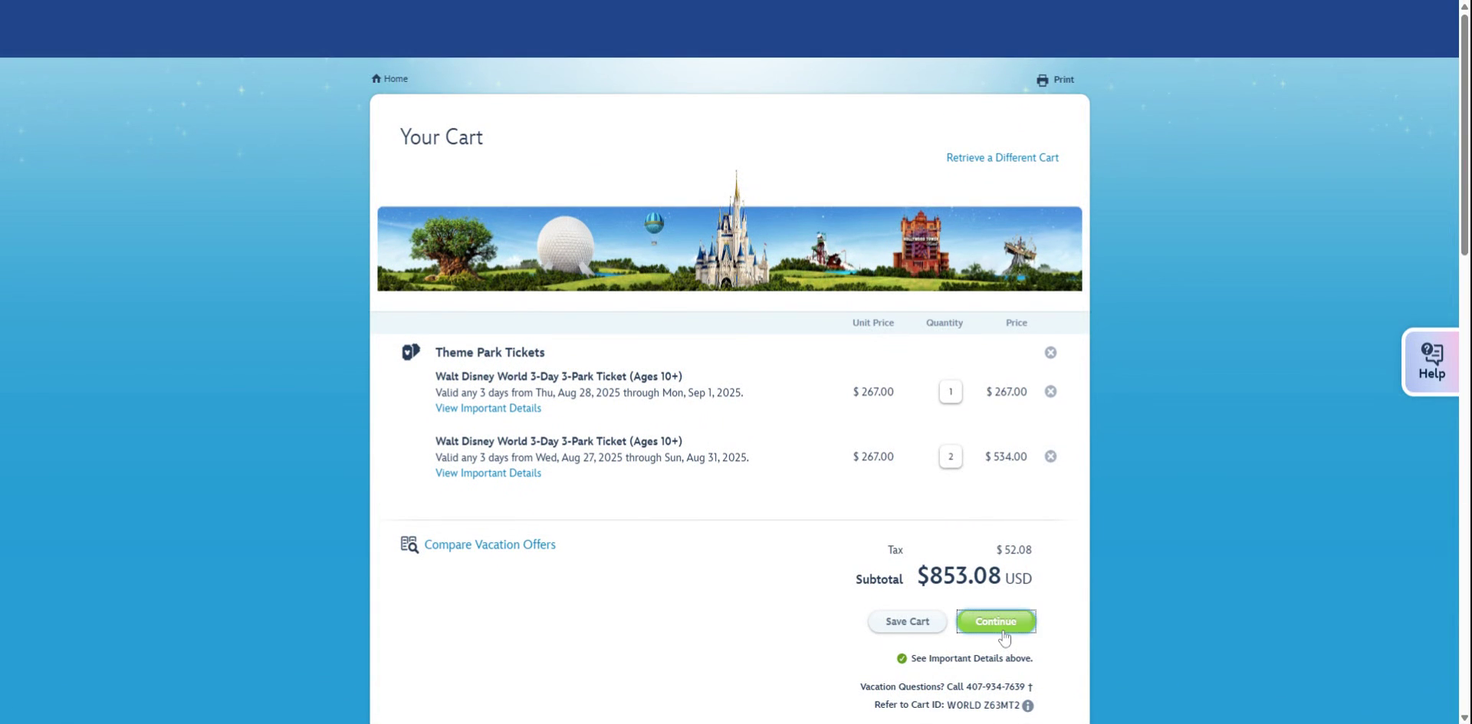 Home
Print
Your Cart
Retrieve a Different Cart
Unit Price Quantity Price
Theme Park Tickets
Walt Disney World 3-Day 3-Park Ticket (Ages 10+)
Valid any 3 days from Thu, Aug 28, 2025 through Mon, Sep 1, 2025.
$ 267.00 1 $ 267.00
View Important Details
Walt Disney World 3-Day 3-Park Ticket (Ages 10+)
Valid any 3 days from Wed, Aug 27, 2025 through Sun, Aug 31, 2025.
$ 267.00 2 $ 534.00
View Important Details
Compare Vacation Offers
Tax $ 52.08
Subtotal $853.08 USD
Save Cart Continue
See Important Details above.
Vacation Questions? Call 407-934-7639 †
Refer to Cart ID: WORLD Z63MT2
Help